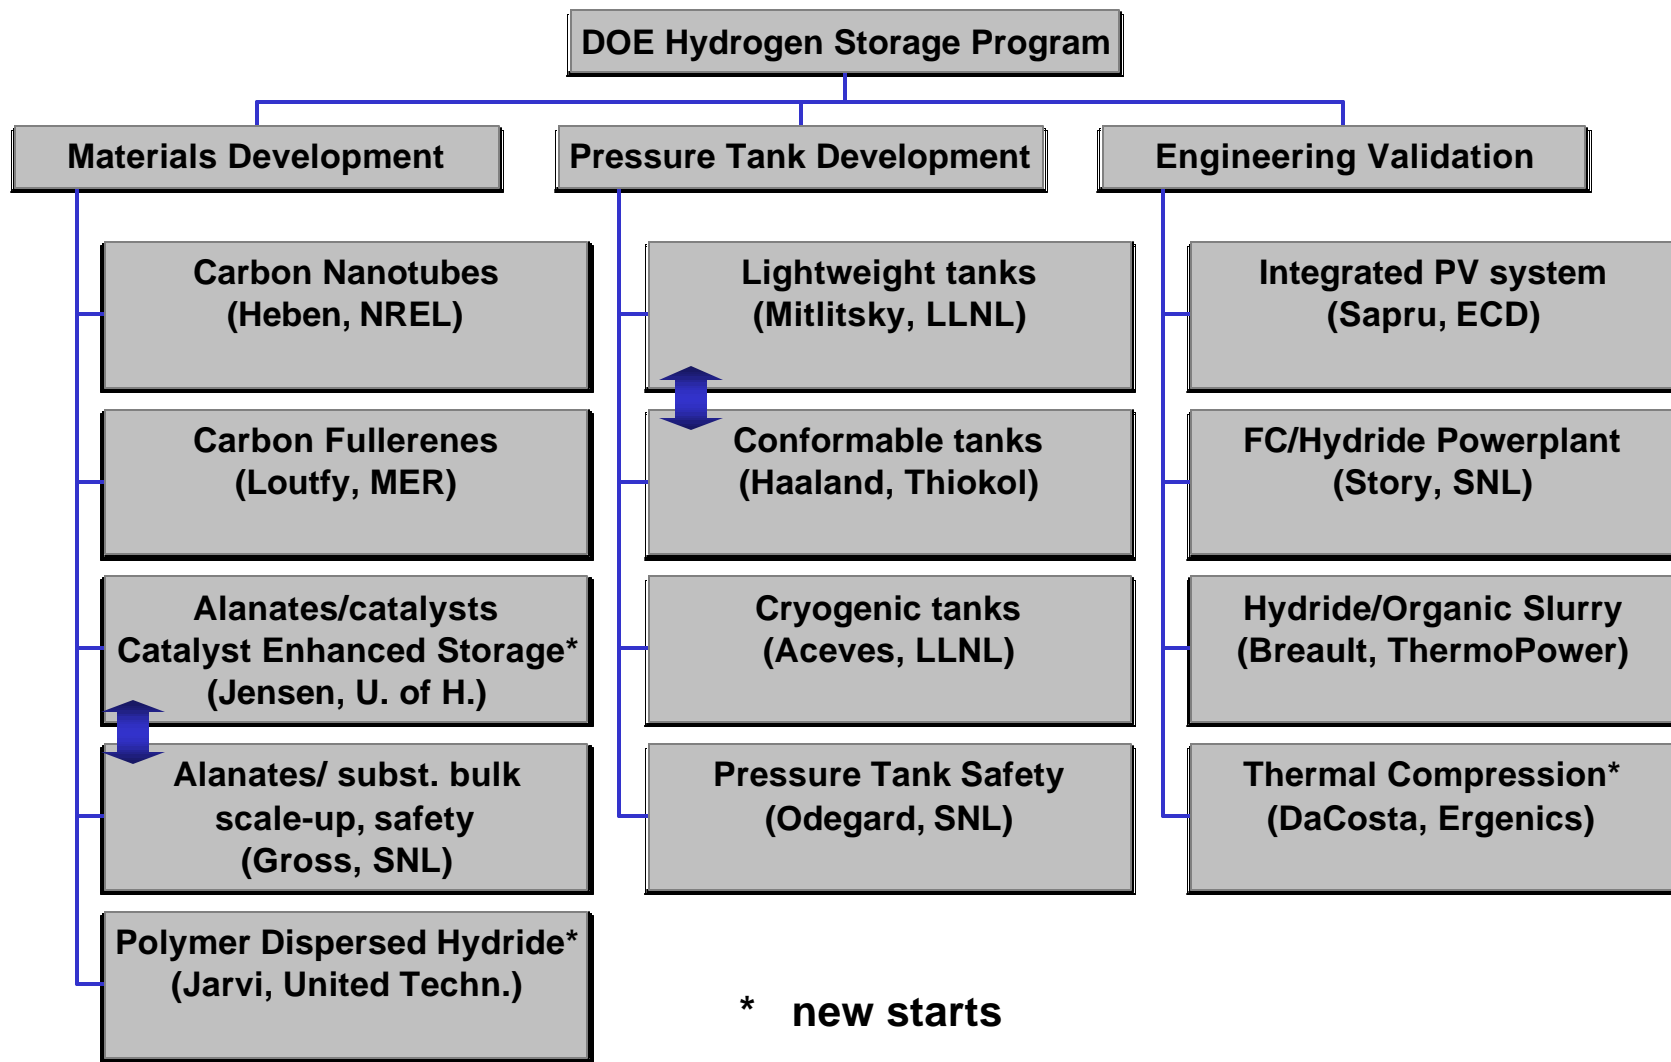 DOE Hydrogen Storage Program
Materials Development
Carbon Nanotubes
(Heben, NREL)
Carbon Fullerenes
(Loutfy, MER)
Alanates/catalysts
Catalyst Enhanced Storage*
(Jensen, U. of H.)
Alanates/ subst. bulk
scale-up, safety
(Gross, SNL)
Polymer Dispersed Hydride*
(Jarvi, United Techn.)
Pressure Tank Development
Lightweight tanks
(Mitlitsky, LLNL)
Conformable tanks
(Haaland, Thiokol)
Cryogenic tanks
(Aceves, LLNL)
Pressure Tank Safety
(Odegard, SNL)
Engineering Validation
Integrated PV system
(Sapru, ECD)
FC/Hydride Powerplant
(Story, SNL)
Hydride/Organic Slurry
(Breault, ThermoPower)
Thermal Compression*
(DaCosta, Ergenics)
* new starts